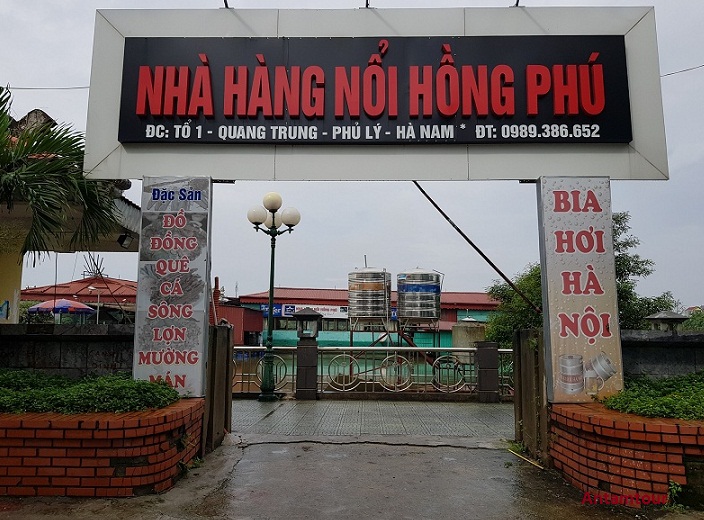 NHÀ HÀNG NỔI HỒNG PHÚ
ĐC: TỔ 1 - QUANG TRUNG - PHỦ LÝ - HÀ NAM * ĐT: 0989.386.652
Đặc Sản
ĐỒ
ĐỒNG
QUÊ
CÁ
SÔNG
LỢN
MƯỜNG
MÁN
BIA
HƠI
HÀ
NỘI